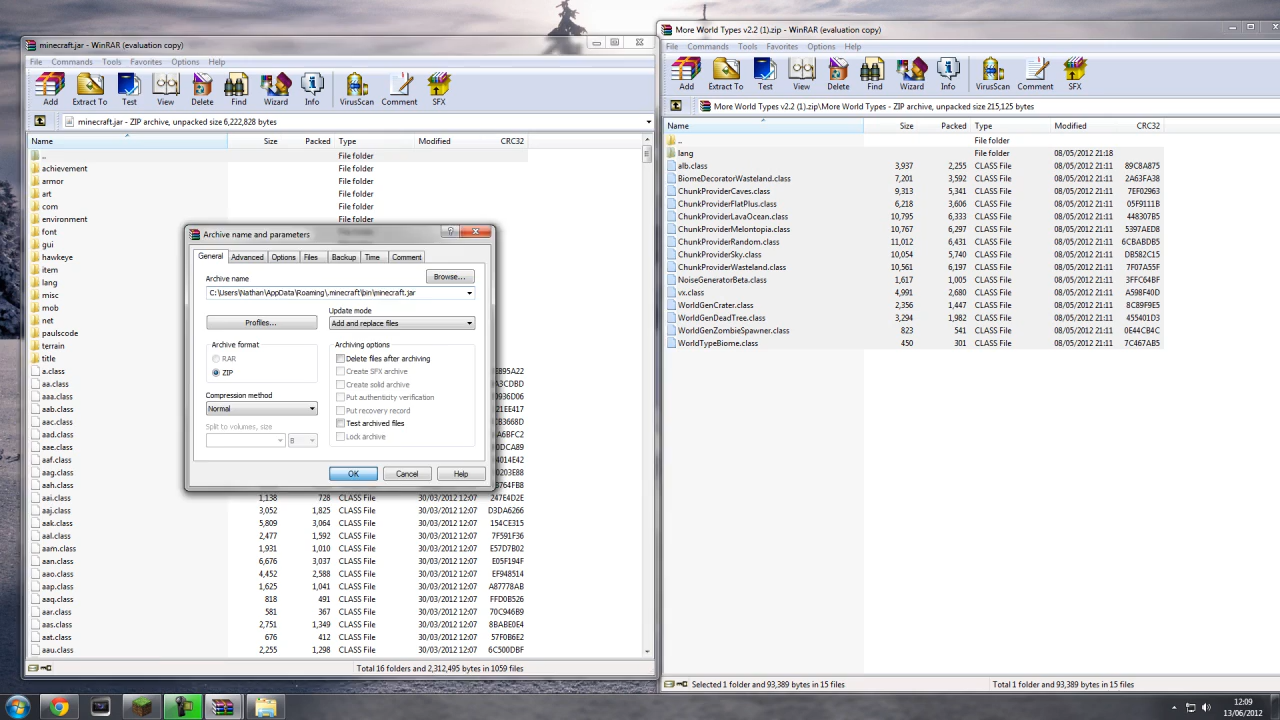 minecraft.jar - WinRAR (evaluation copy)
File Commands Tools Favorites Options Help
Add Extract To Test View Delete Find Wizard Info VirusScan Comment SFX
minecraft.jar - ZIP archive, unpacked size 6,222,828 bytes
Name Size Packed Type Modified CRC32
.. File folder
achievement File folder
armor File folder
art File folder
com File folder
environment File folder
font File folder
gui
hawkeye
item
lang
misc
mob
net
paulscode
terrain
title
a.class
aa.class
aaa.class
aab.class
aac.class
aad.class
aae.class
aaf.class
aag.class
aah.class
aai.class 1,138 728 CLASS File 30/03/2012 12:07 247E4D2E
aaj.class 3,052 1,825 CLASS File 30/03/2012 12:07 D3DA6266
aak.class 5,809 3,064 CLASS File 30/03/2012 12:07 154CE315
aal.class 2,477 1,592 CLASS File 30/03/2012 12:07 7F591F36
aam.class 1,931 1,010 CLASS File 30/03/2012 12:07 E57D7B02
aan.class 6,676 3,037 CLASS File 30/03/2012 12:07 E05F194F
aao.class 4,452 2,588 CLASS File 30/03/2012 12:07 EF948514
aap.class 1,625 1,041 CLASS File 30/03/2012 12:07 A87778AB
aaq.class 818 491 CLASS File 30/03/2012 12:07 FFD0B526
aar.class 581 367 CLASS File 30/03/2012 12:07 70C946B9
aas.class 2,751 1,349 CLASS File 30/03/2012 12:07 8BABE0E4
aat.class 676 412 CLASS File 30/03/2012 12:07 57F0B6E2
aau.class 2,255 1,298 CLASS File 30/03/2012 12:07 6C500DBF
Total 16 folders and 2,312,495 bytes in 1059 files
Archive name and parameters
General Advanced Options Files Backup Time Comment
Archive name
Browse...
C:\Users\Nathan\AppData\Roaming\.minecraft\bin\minecraft.jar
Profiles...
Update mode
Add and replace files
Archive format
RAR
ZIP
Compression method
Normal
Split to volumes, size
B
Archiving options
Delete files after archiving
Create SFX archive
Create solid archive
Put authenticity verification
Put recovery record
Test archived files
Lock archive
OK Cancel Help
More World Types v2.2 (1).zip - WinRAR (evaluation copy)
File Commands Tools Favorites Options Help
Add Extract To Test View Delete Find Wizard Info VirusScan Comment SFX
More World Types v2.2 (1).zip\More World Types - ZIP archive, unpacked size 215,125 bytes
Name Size Packed Type Modified CRC32
.. File folder
lang File folder 08/05/2012 21:18
alb.class 3,937 2,255 CLASS File 08/05/2012 21:11 89C8A875
BiomeDecoratorWasteland.class 7,201 3,592 CLASS File 08/05/2012 21:11 2A63FA38
ChunkProviderCaves.class 9,313 5,341 CLASS File 08/05/2012 21:11 7EF02963
ChunkProviderFlatPlus.class 6,218 3,606 CLASS File 08/05/2012 21:11 05F9111B
ChunkProviderLavaOcean.class 10,795 6,333 CLASS File 08/05/2012 21:11 448307B5
ChunkProviderMelontopia.class 10,762 6,297 CLASS File 08/05/2012 21:11 63394197
ChunkProviderRandom.class 11,012 6,431 CLASS File 08/05/2012 21:11 6CBABDB5
ChunkProviderSky.class 10,254 5,740 CLASS File 08/05/2012 21:11 DB582C15
ChunkProviderWasteland.class 10,561 6,197 CLASS File 08/05/2012 21:11 7F07A55F
NoiseGeneratorBeta.class 1,617 1,005 CLASS File 08/05/2012 21:11 3FFC64BF
vx.class 4,991 2,680 CLASS File 08/05/2012 21:11 A598F40D
WorldGenCrater.class 2,356 1,447 CLASS File 08/05/2012 21:11 8C89F9E5
WorldGenDeadTree.class 3,294 1,982 CLASS File 08/05/2012 21:11 455401D3
WorldGenZombieSpawner.class 823 541 CLASS File 08/05/2012 21:11 0E44CB4C
WorldTypeBiome.class 450 301 CLASS File 08/05/2012 21:11 7C467AB5
Selected 1 folder and 93,389 bytes in 15 files Total 1 folder and 93,389 bytes in 15 files
12:09
13/06/2012